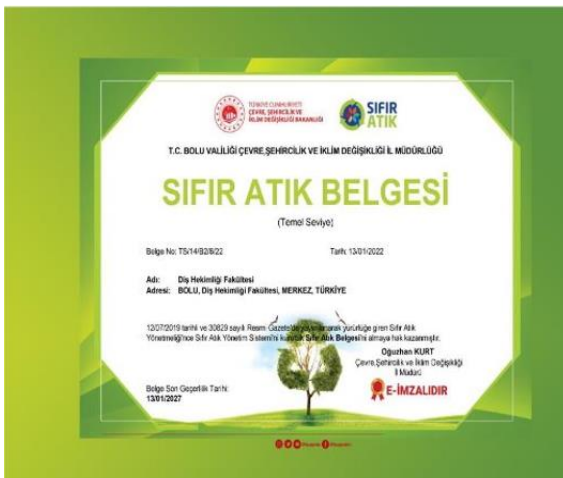 TÜRKİYE CUMHURİYETİ
ÇEVRE, ŞEHİRCİLİK VE
İKLİM DEĞİŞİKLİĞİ BAKANLIĞI
SIFIR
ATIK
T.C. BOLU VALİLİĞİ ÇEVRE,ŞEHİRCİLİK VE İKLİM DEĞİŞİKLİĞİ İL MÜDÜRLÜĞÜ
SIFIR ATIK BELGESİ
(Temel Seviye)
Belge No: TS/14/B2/8/22
Tarih: 13/01/2022
Adı: Diş Hekimliği Fakültesi
Adresi: BOLU, Diş Hekimliği Fakültesi, MERKEZ, TÜRKİYE
12/07/2019 tarihli ve 30829 sayılı Resmi Gazete'de yayımlanarak yürürlüğe giren Sıfır Atık
Yönetmeliği'nce Sıfır Atık Yönetim Sistemi'ni kurarak Sıfır Atık Belgesi'ni almaya hak kazanmıştır.
Oğuzhan KURT
Çevre,Şehircilik ve İklim Değişikliği
İl Müdürü
E-İMZALIDIR
Belge Son Geçerlilik Tarihi:
13/01/2027